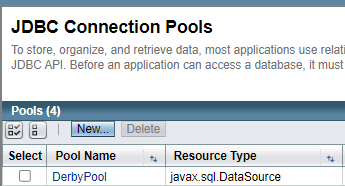 JDBC Connection Pools
To store, organize, and retrieve data, most applications use relati
JDBC API. Before an application can access a database, it must
Pools (4)
New... Delete
Select Pool Name Resource Type
DerbyPool javax.sql.DataSource